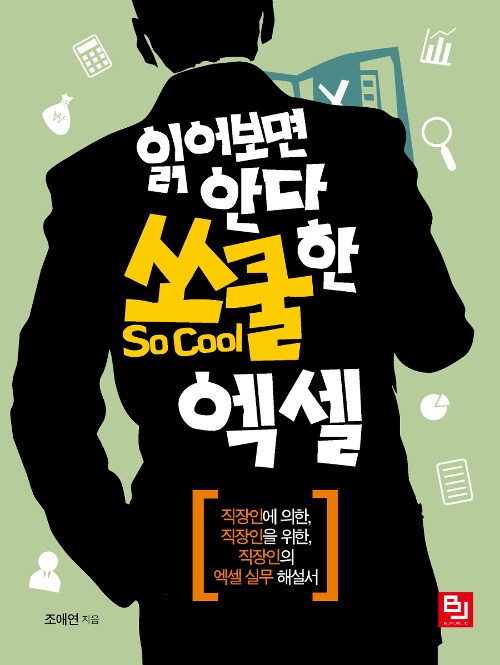 읽어보면
안다
쏘쿨한
So Cool
엑셀
직장인에 의한,
직장인을 위한,
직장인의
엑셀 실무 해설서
조애연 지음
BJ